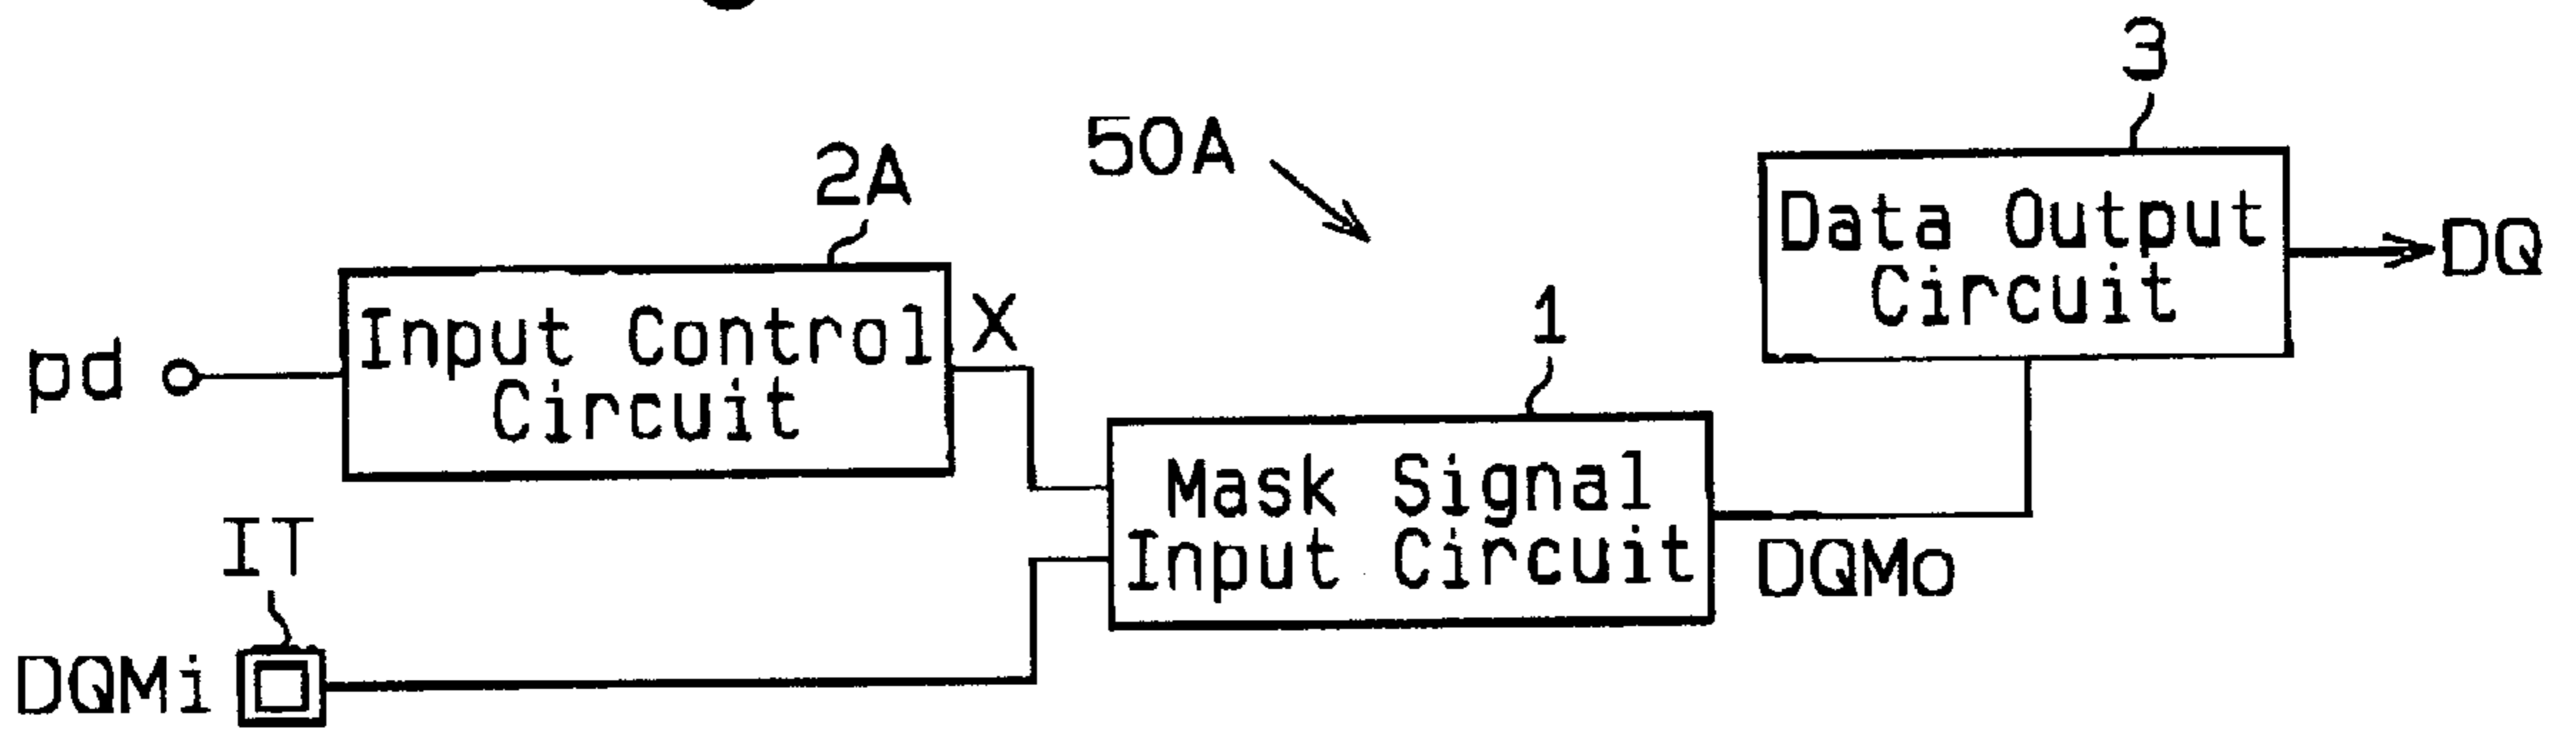 3
50A
2A
Data Output
Circuit
DQ
Input Control
Circuit
X
pd
1
Mask Signal
Input Circuit
IT
DQMo
DQMi